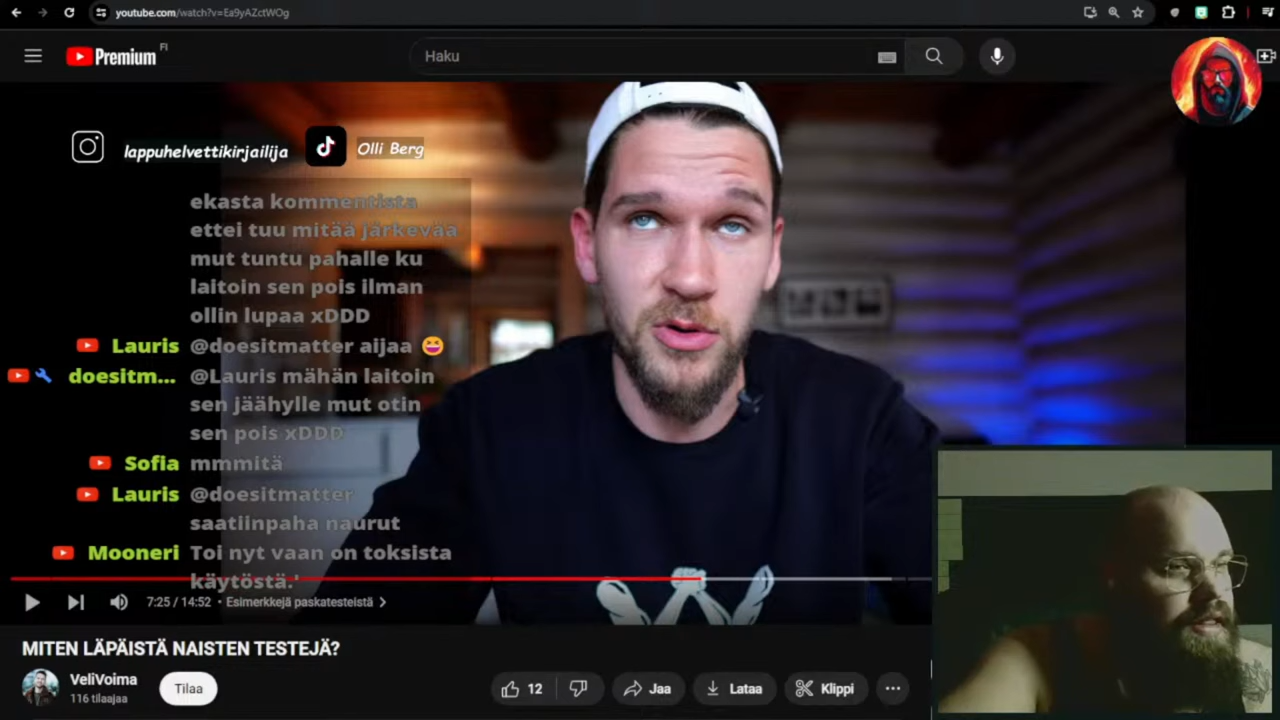 youtube.com/watch?v=Ea9yAZctWOg
Premium FI
Haku
lappuhelvettikirjailija
Olli Berg
ekasta kommentista
ettei tuu mitää järkevää
mut tuntu pahalle ku
laitoin sen pois ilman
ollin lupaa xDDD
Lauris @doesitmatter aijaa
doesitm... @Lauris mähän laitoin
sen jäähylle mut otin
sen pois xDDD
Sofia mmmitä
Lauris @doesitmatter
saatiinpaha naurut
Mooneri Toi nyt vaan on toksista
käytöstä.'
7:25 / 14:52 • Esimerkkejä paskatesteistä
MITEN LÄPÄISTÄ NAISTEN TESTEJÄ?
VeliVoima
116 tilaajaa
Tilaa
12
Jaa
Lataa
Klippi